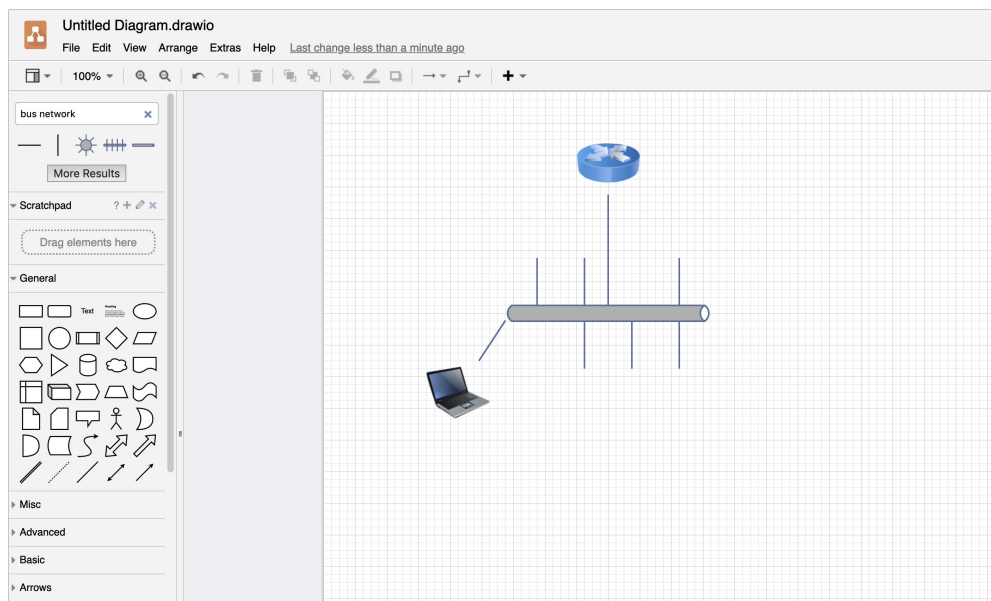 Untitled Diagram.drawio
File Edit View Arrange Extras Help Last change less than a minute ago
100%
bus network
More Results
Scratchpad ?
Drag elements here
General
Text
Heading
Misc
Advanced
Basic
Arrows